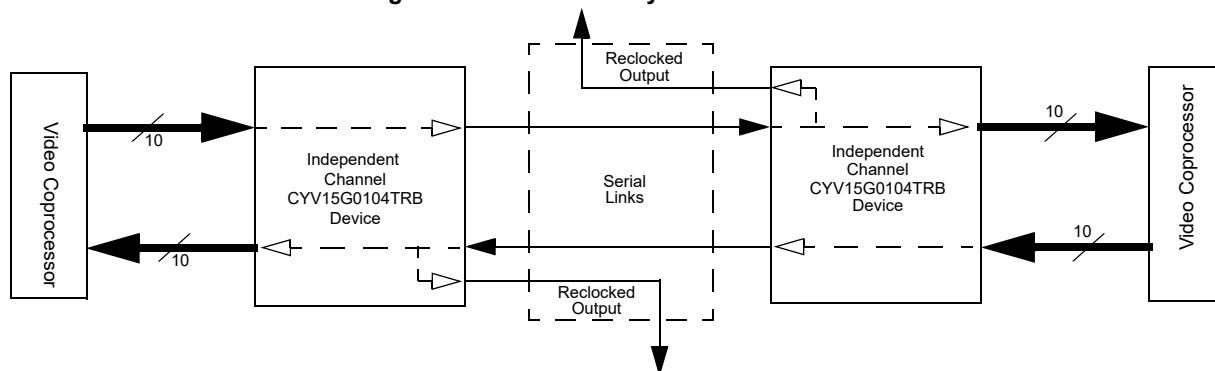 Video Coprocessor
10
10
Independent
Channel
CYV15G0104TRB
Device
Reclocked
Output
Serial
Links
Reclocked
Output
Independent
Channel
CYV15G0104TRB
Device
10
10
Video Coprocessor